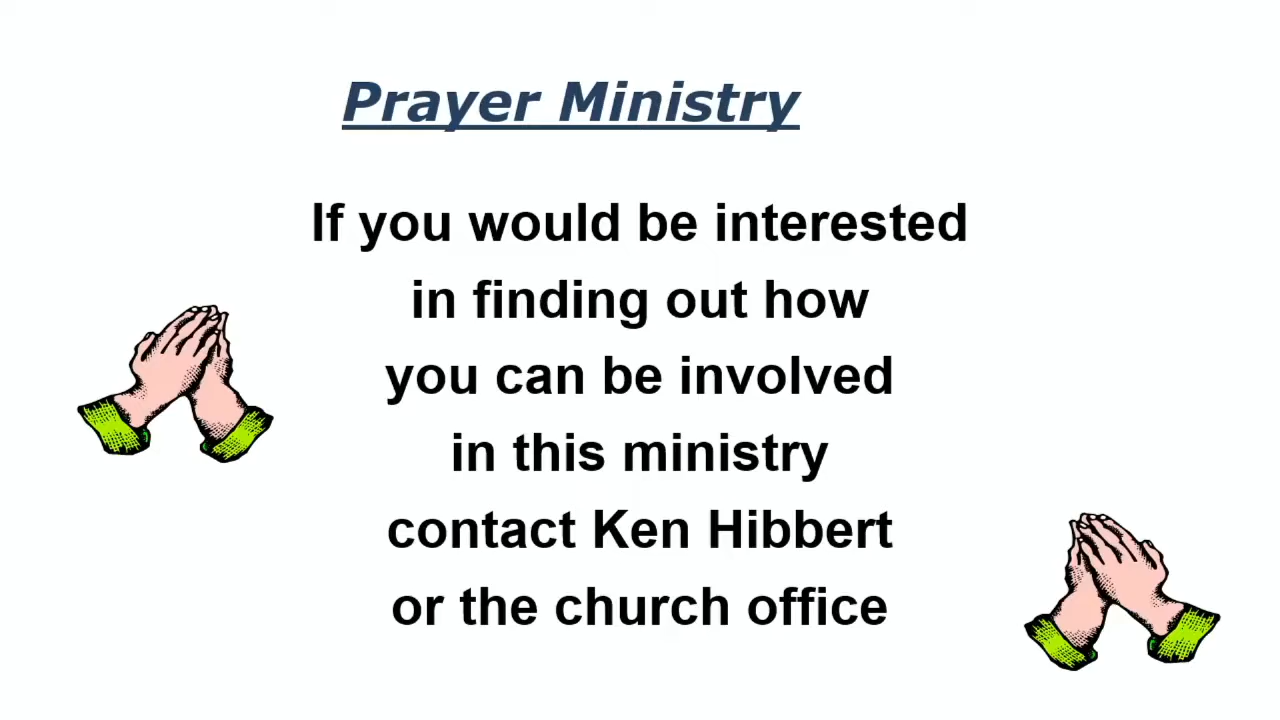 Prayer Ministry
If you would be interested
in finding out how
you can be involved
in this ministry
contact Ken Hibbert
or the church office